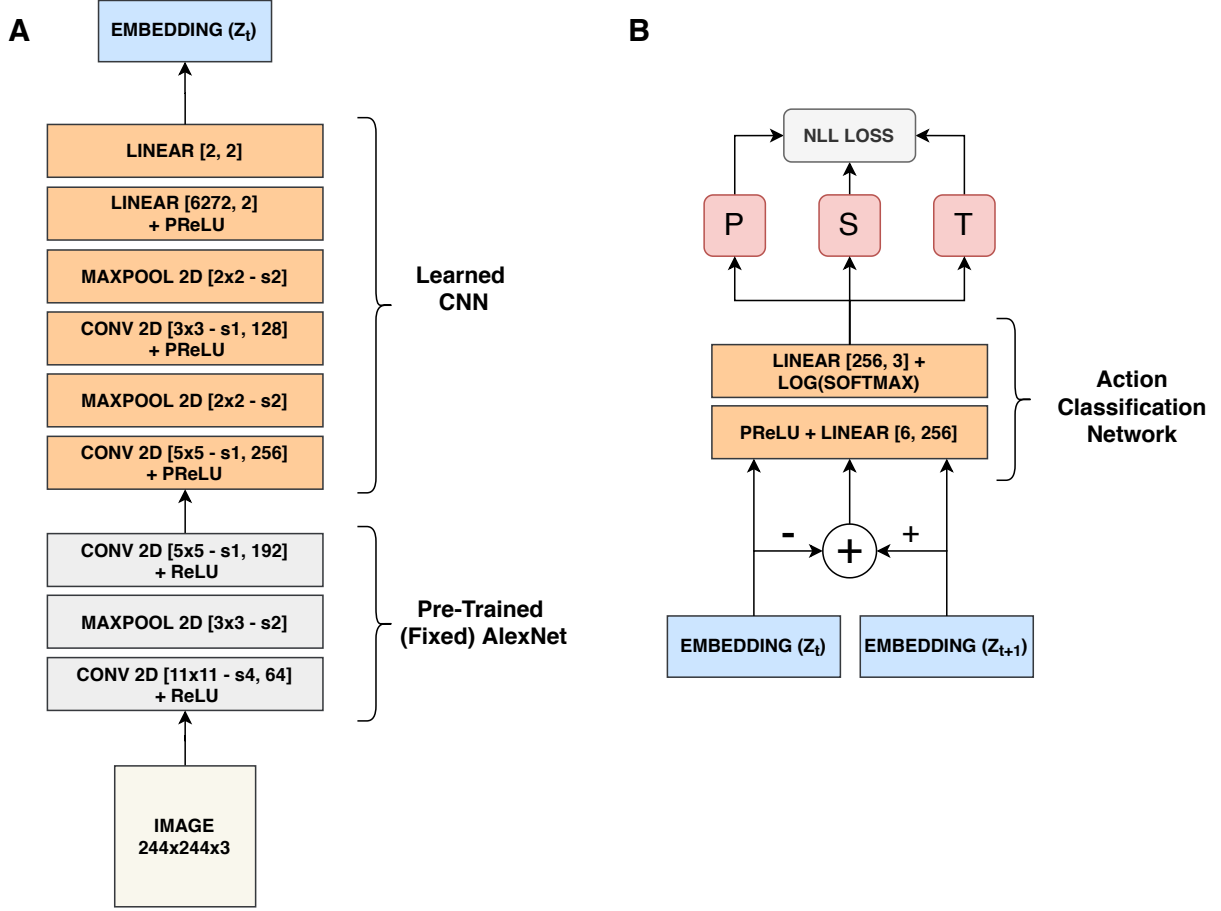 A
EMBEDDING (Zt)
LINEAR [2, 2]
LINEAR [6272, 2]
+ PReLU
MAXPOOL 2D [2x2 - s2]
CONV 2D [3x3 - s1, 128]
+ PReLU
MAXPOOL 2D [2x2 - s2]
CONV 2D [5x5 - s1, 256]
+ PReLU
Learned
CNN
CONV 2D [5x5 - s1, 192]
+ ReLU
MAXPOOL 2D [3x3 - s2]
CONV 2D [11x11 - s4, 64]
+ ReLU
Pre-Trained
(Fixed) AlexNet
IMAGE
244x244x3
B
NLL LOSS
P S T
LINEAR [256, 3] +
LOG(SOFTMAX)
PReLU + LINEAR [6, 256]
Action
Classification
Network
- + +
EMBEDDING (Zt) EMBEDDING (Zt+1)